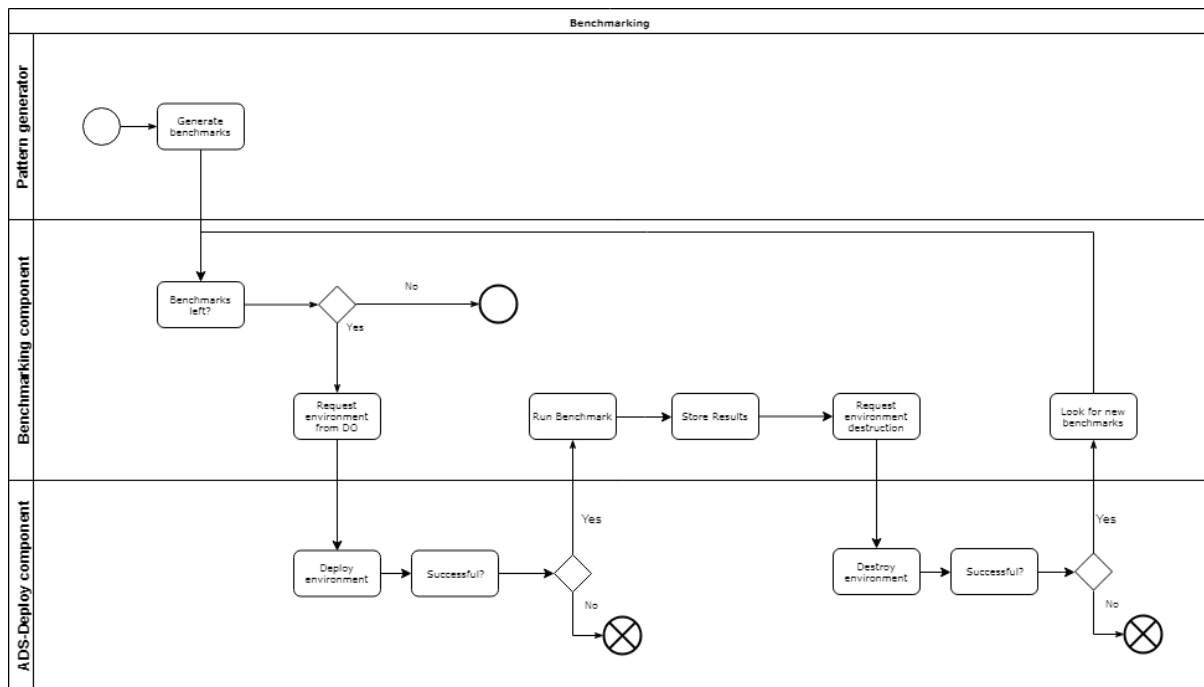 Benchmarking
Pattern generator
Generate
benchmarks
Benchmarking component
Benchmarks
left?
No
Yes
Request
environment
from DO
Run Benchmark
Store Results
Request
environment
destruction
Look for new
benchmarks
ADS-Deploy component
Deploy
environment
Successful?
Yes
No
Destroy
environment
Successful?
Yes
No